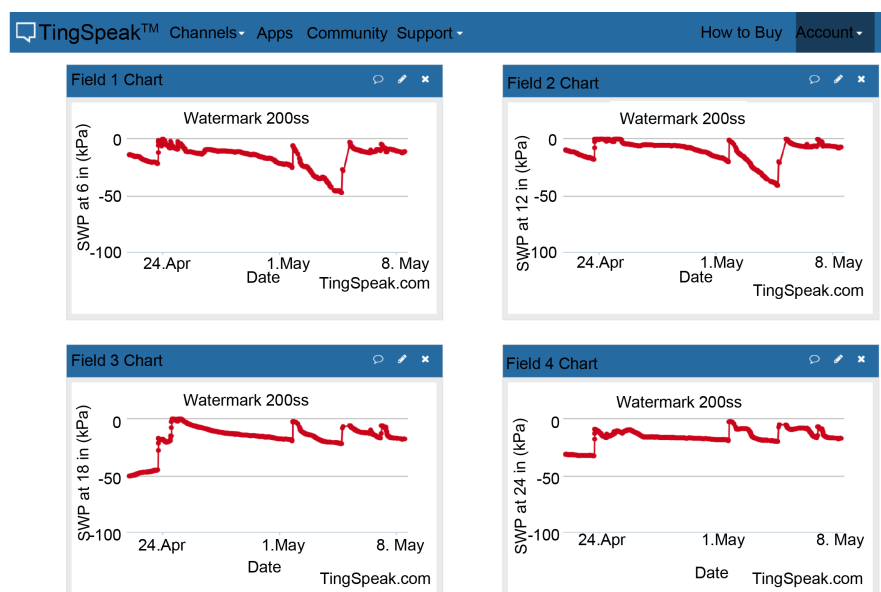 TingSpeak™ Channels Apps Community Support How to Buy Account
Field 1 Chart
Watermark 200ss
SWP at 6 in (kPa)
0
-50
-100
24.Apr 1.May 8. May
Date
TingSpeak.com
Field 2 Chart
Watermark 200ss
SWP at 12 in (kPa)
0
-50
-100
24.Apr 1.May 8. May
Date
TingSpeak.com
Field 3 Chart
Watermark 200ss
SWP at 18 in (kPa)
0
-50
-100
24.Apr 1.May 8. May
Date
TingSpeak.com
Field 4 Chart
Watermark 200ss
SWP at 24 in (kPa)
0
-50
-100
24.Apr 1.May 8. May
Date
TingSpeak.com